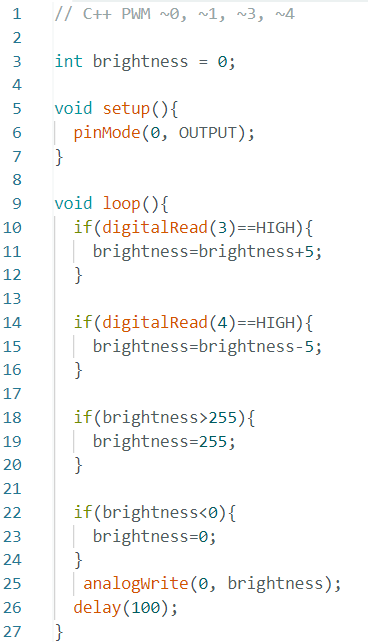 1 // C++ PWM ~0, ~1, ~3, ~4
2
3 int brightness = 0;
4
5 void setup(){
6   pinMode(0, OUTPUT);
7 }
8
9 void loop(){
10   if(digitalRead(3)==HIGH){
11     brightness=brightness+5;
12   }
13
14   if(digitalRead(4)==HIGH){
15     brightness=brightness-5;
16   }
17
18   if(brightness>255){
19     brightness=255;
20   }
21
22   if(brightness<0){
23     brightness=0;
24   }
25    analogWrite(0, brightness);
26   delay(100);
27 }